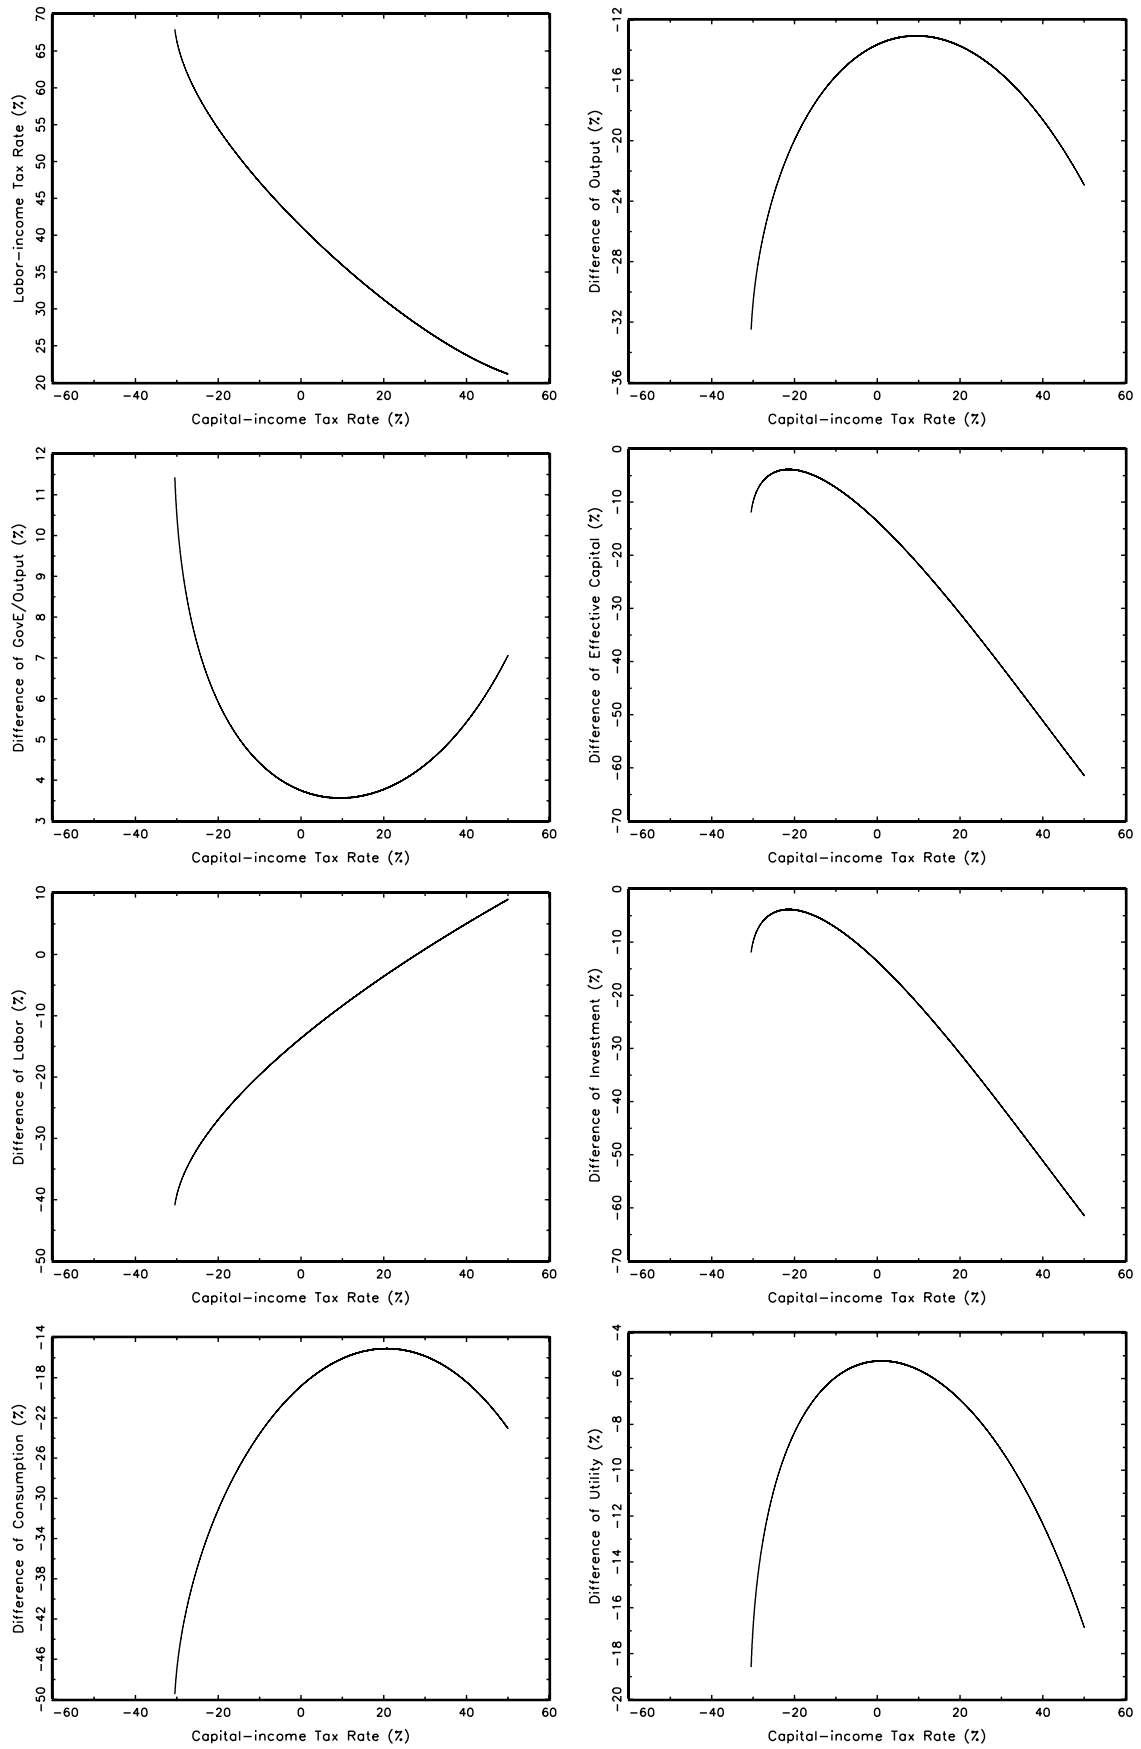 Labor-income Tax Rate (%)
70
65
60
55
50
45
40
35
30
25
20
-60 -40 -20 0 20 40 60
Capital-income Tax Rate (%)
Difference of Output (%)
-12
-16
-20
-24
-28
-32
-36
-60 -40 -20 0 20 40 60
Capital-income Tax Rate (%)
Difference of GovE/Output (%)
12
11
10
9
8
7
6
5
4
3
-60 -40 -20 0 20 40 60
Capital-income Tax Rate (%)
Difference of Effective Capital (%)
0
-10
-20
-30
-40
-50
-60
-70
-60 -40 -20 0 20 40 60
Capital-income Tax Rate (%)
Difference of Labor (%)
10
0
-10
-20
-30
-40
-50
-60 -40 -20 0 20 40 60
Capital-income Tax Rate (%)
Difference of Investment (%)
0
-10
-20
-30
-40
-50
-60
-70
-60 -40 -20 0 20 40 60
Capital-income Tax Rate (%)
Difference of Consumption (%)
-14
-18
-22
-26
-30
-34
-38
-42
-46
-50
-60 -40 -20 0 20 40 60
Capital-income Tax Rate (%)
Difference of Utility (%)
-4
-6
-8
-10
-12
-14
-16
-18
-20
-60 -40 -20 0 20 40 60
Capital-income Tax Rate (%)